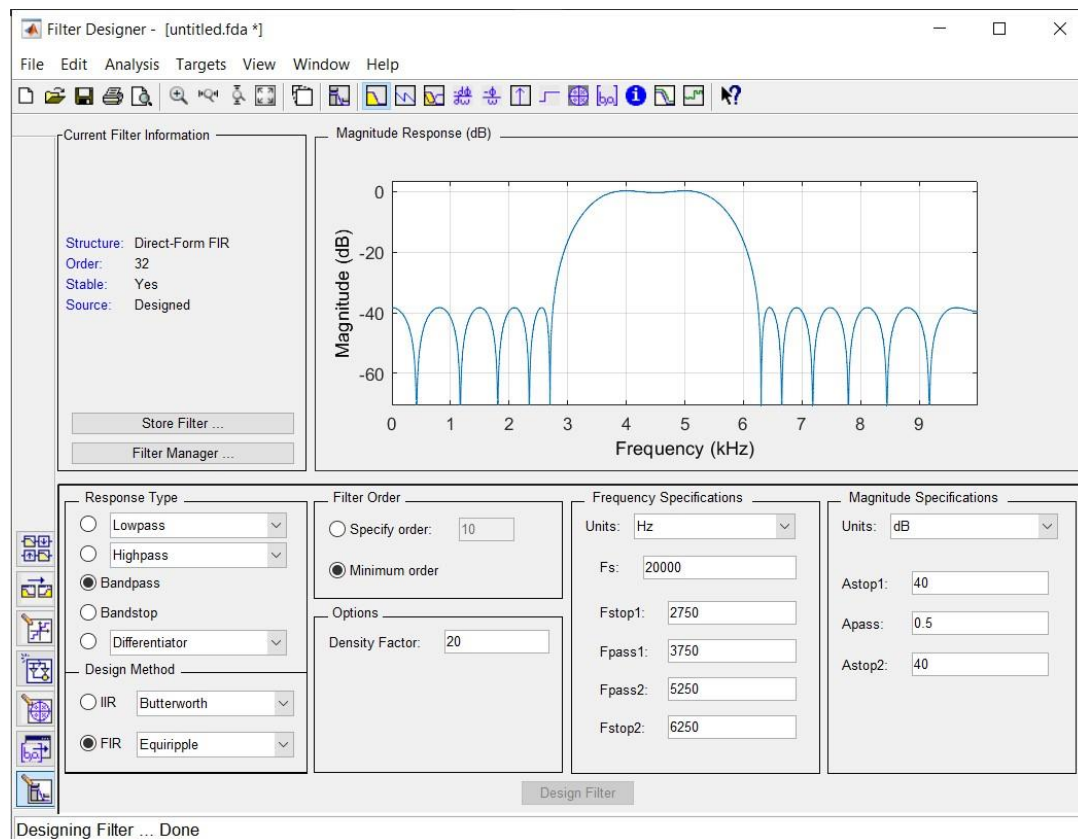 Filter Designer - [untitled.fda *]
File Edit Analysis Targets View Window Help
Current Filter Information
Structure: Direct-Form FIR
Order: 32
Stable: Yes
Source: Designed
Store Filter ...
Filter Manager ...
Magnitude Response (dB)
Magnitude (dB)
0
-20
-40
-60
0 1 2 3 4 5 6 7 8 9
Frequency (kHz)
Response Type
Lowpass
Highpass
Bandpass
Bandstop
Differentiator
Design Method
IIR Butterworth
FIR Equiripple
Filter Order
Specify order: 10
Minimum order
Options
Density Factor: 20
Frequency Specifications
Units: Hz
Fs: 20000
Fstop1: 2750
Fpass1: 3750
Fpass2: 5250
Fstop2: 6250
Magnitude Specifications
Units: dB
Astop1: 40
Apass: 0.5
Astop2: 40
Design Filter
Designing Filter ... Done